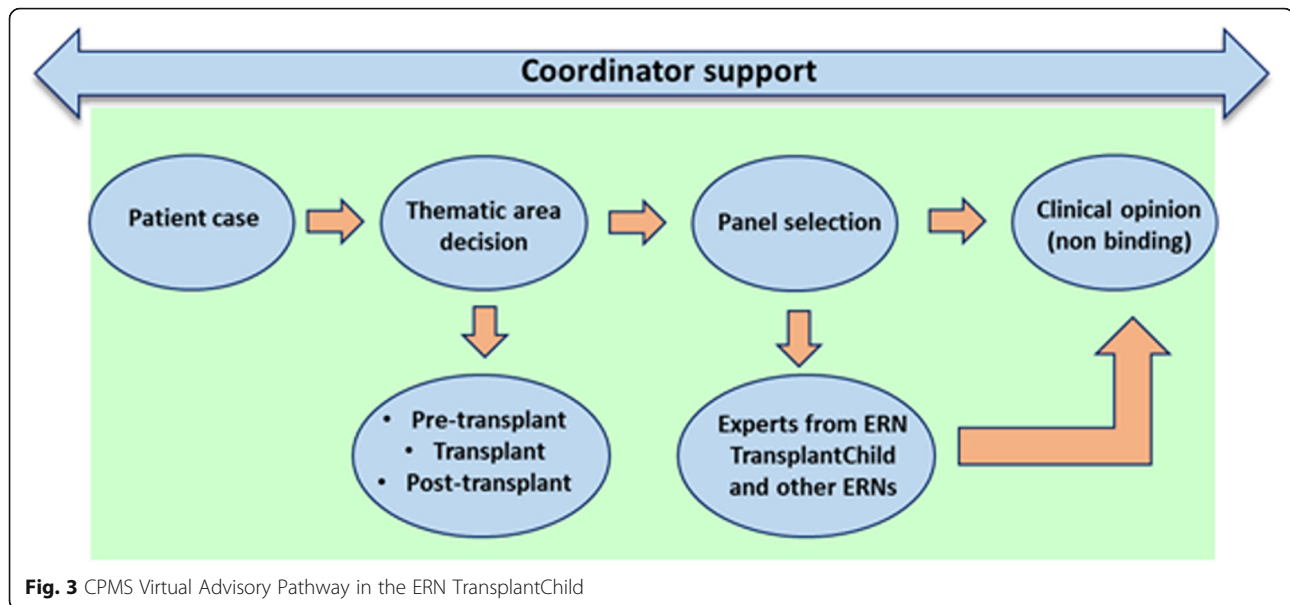 Coordinator support
Patient case
Thematic area
decision
Panel selection
Clinical opinion
(non binding)
• Pre-transplant
• Transplant
• Post-transplant
Experts from ERN
TransplantChild
and other ERNs
Fig. 3 CPMS Virtual Advisory Pathway in the ERN TransplantChild